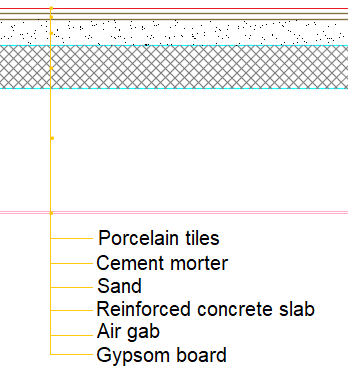 Porcelain tiles
Cement morter
Sand
Reinforced concrete slab
Air gab
Gypsom board